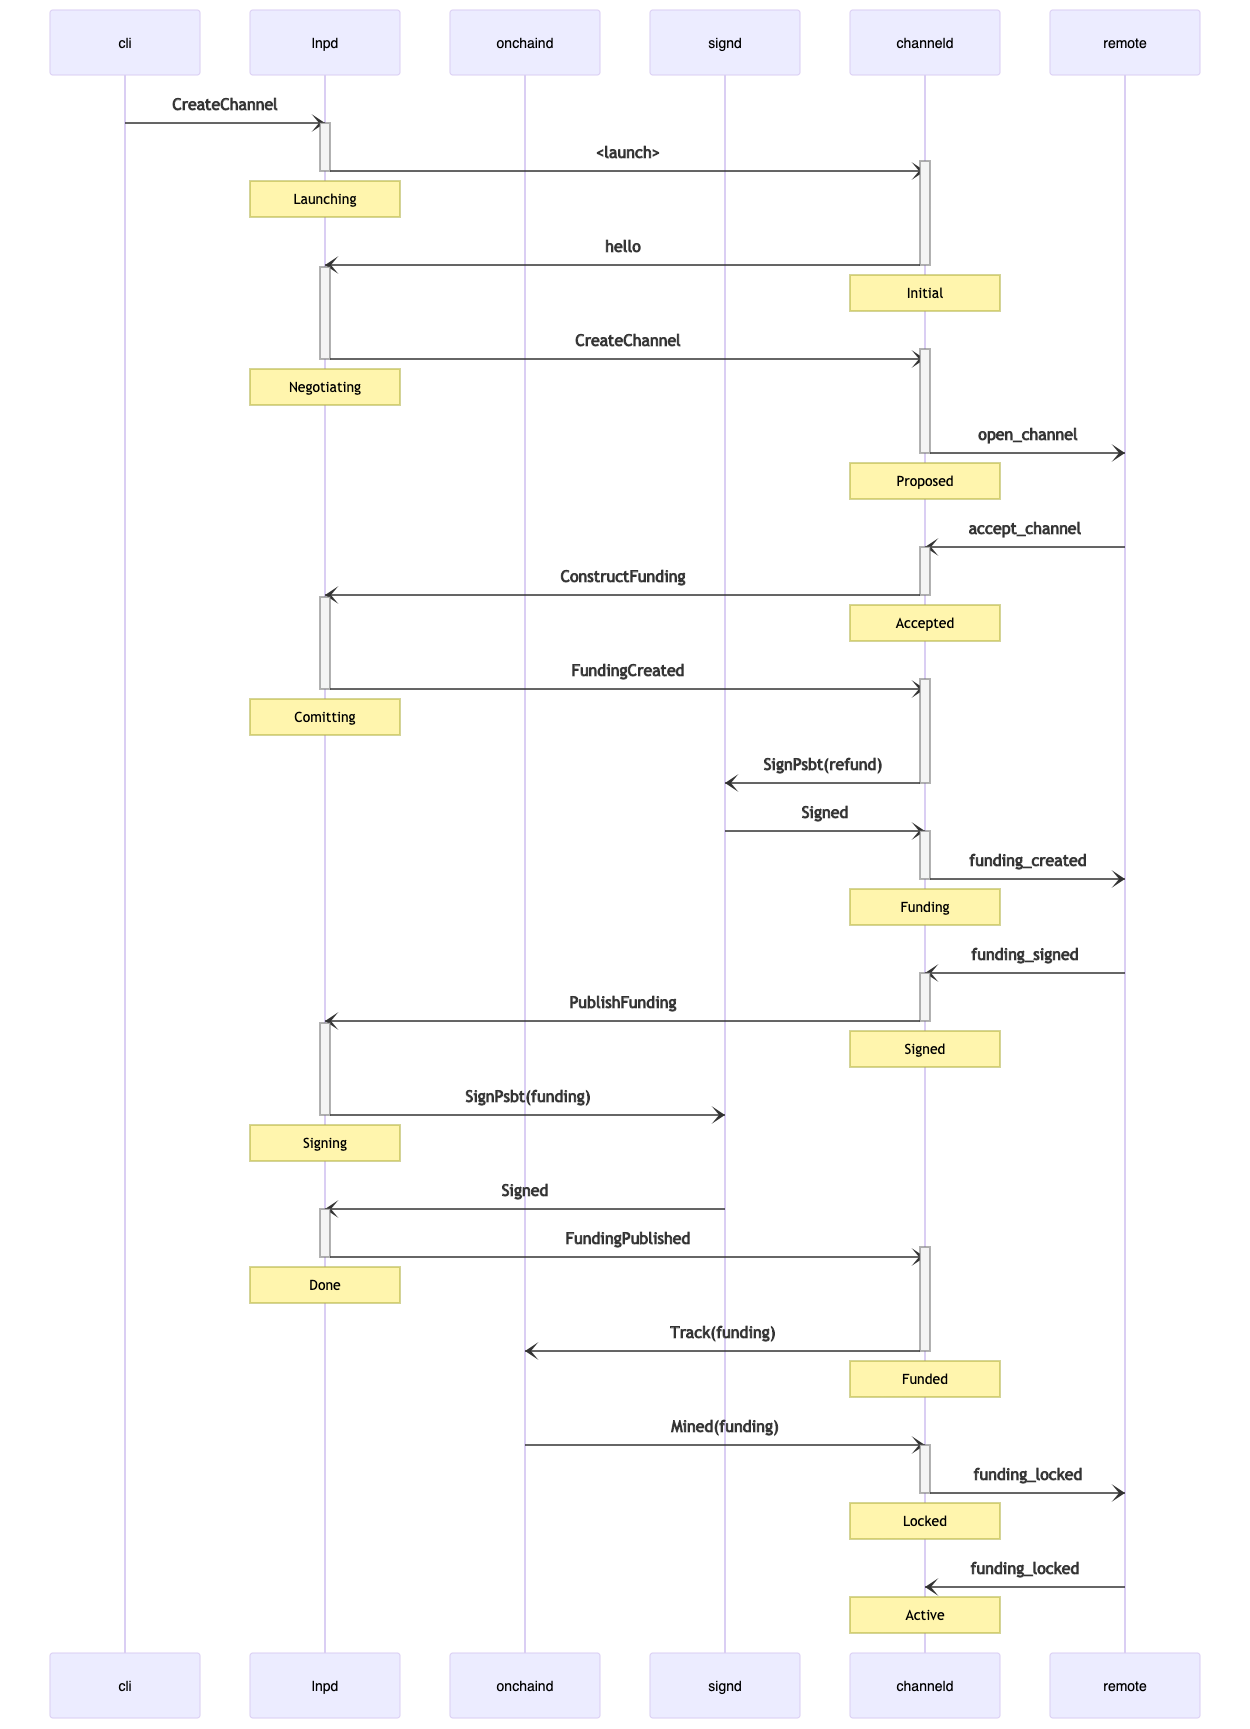 cli
lnpd
onchaind
signd
channeld
remote
CreateChannel
<launch>
Launching
hello
Initial
CreateChannel
Negotiating
open_channel
Proposed
accept_channel
ConstructFunding
Accepted
FundingCreated
Comitting
SignPsbt(refund)
Signed
funding_created
Funding
funding_signed
PublishFunding
Signed
SignPsbt(funding)
Signing
Signed
FundingPublished
Done
Track(funding)
Funded
Mined(funding)
funding_locked
Locked
funding_locked
Active
cli
lnpd
onchaind
signd
channeld
remote